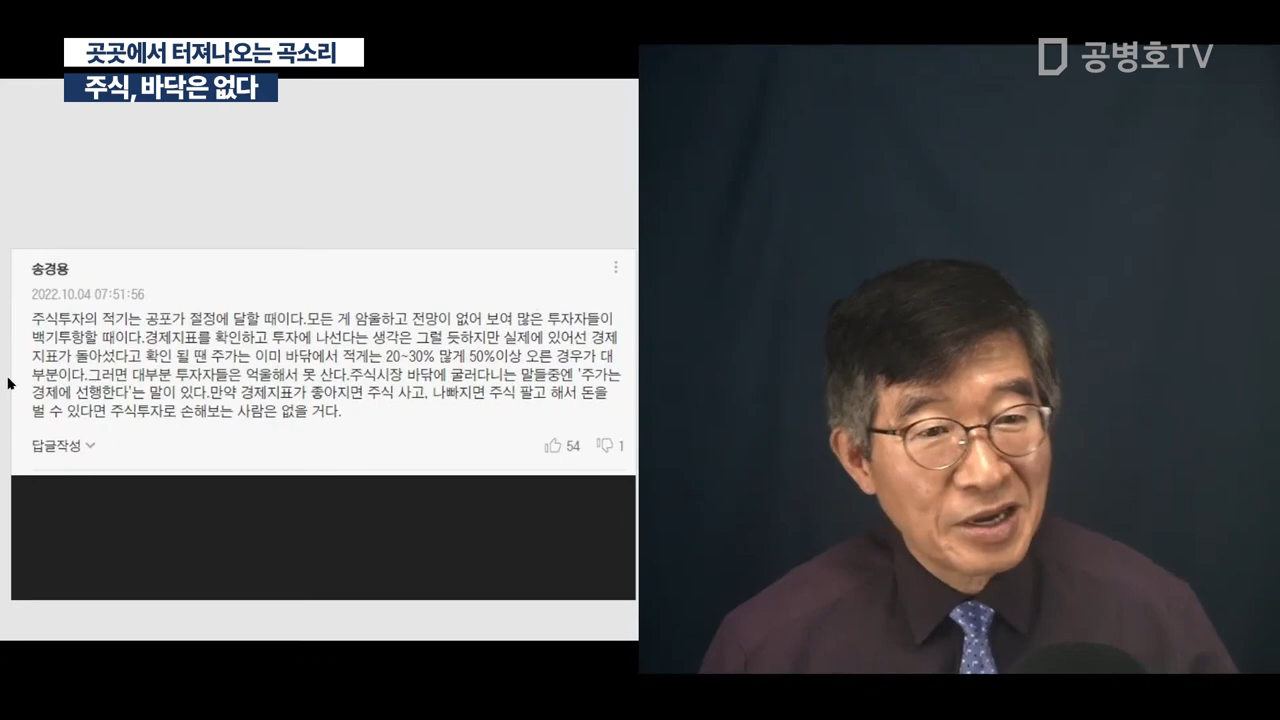 곳곳에서 터져나오는 곡소리
주식, 바닥은 없다
공병호TV
송경용
2022.10.04 07:51:56
주식투자의 적기는 공포가 절정에 달할 때이다.모든 게 암울하고 전망이 없어 보여 많은 투자자들이
백기투항할 때이다.경제지표를 확인하고 투자에 나선다는 생각은 그럴 듯하지만 실제에 있어선 경제
지표가 돌아섰다고 확인 될 땐 주가는 이미 바닦에서 적게는 20~30% 많게 50%이상 오른 경우가 대
부분이다.그러면 대부분 투자자들은 억울해서 못 산다.주식시장 바닦에 굴러다니는 말들중엔 '주가는
경제에 선행한다'는 말이 있다.만약 경제지표가 좋아지면 주식 사고, 나빠지면 주식 팔고 해서 돈을
벌 수 있다면 주식투자로 손해보는 사람은 없을 거다.
답글작성
54
1